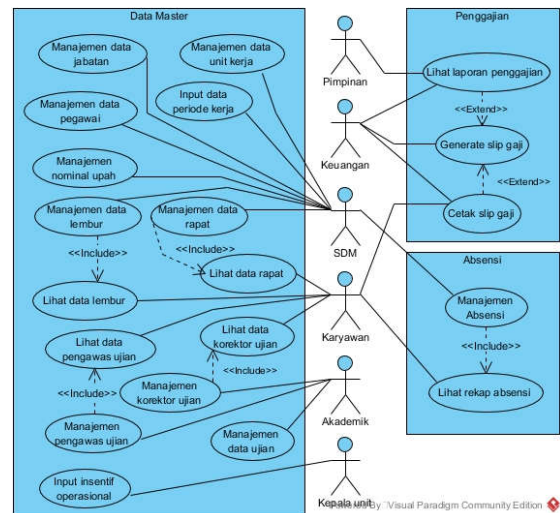 Data Master
Manajemen data
jabatan
Manajemen data
unit kerja
Manajemen data
pegawai
Input data
periode kerja
Manajemen
nominal upah
Manajemen data
lembur
Manajemen data
rapat
<<Include>>
<<Include>>
Lihat data rapat
Lihat data lembur
Lihat data
pengawas ujian
Lihat data
korektor ujian
<<Include>>
<<Include>>
Manajemen
korektor ujian
Manajemen
pengawas ujian
Manajemen
data ujian
Input insentif
operasional
Pimpinan
Keuangan
SDM
Karyawan
Akademik
Kepala unit
Penggajian
Lihat laporan penggajian
<<Extend>>
Generate slip gaji
<<Extend>>
Cetak slip gaji
Absensi
Manajemen
Absensi
<<Include>>
Lihat rekap absensi
Visual Paradigm Community Edition